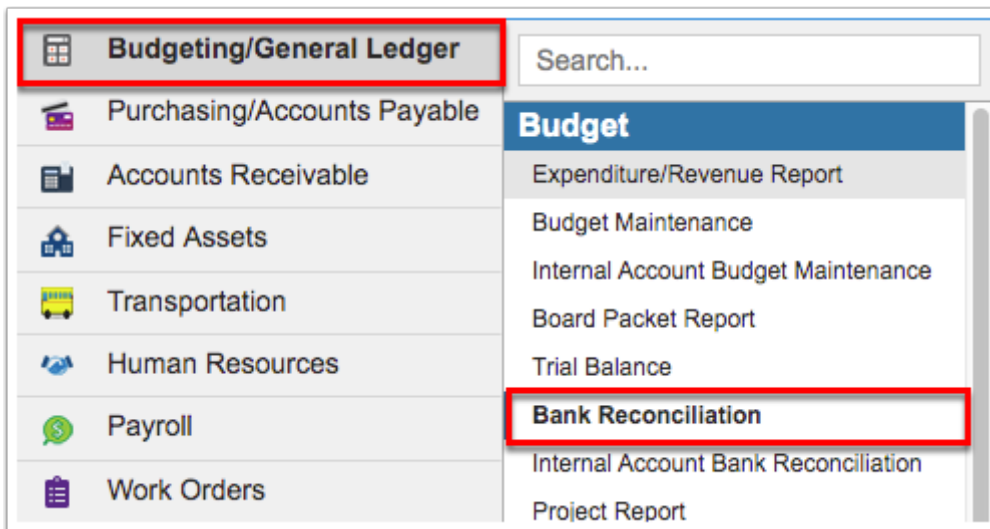 Budgeting/General Ledger
Purchasing/Accounts Payable
Accounts Receivable
Fixed Assets
Transportation
Human Resources
Payroll
Work Orders
Search...
Budget
Expenditure/Revenue Report
Budget Maintenance
Internal Account Budget Maintenance
Board Packet Report
Trial Balance
Bank Reconciliation
Internal Account Bank Reconciliation
Project Report